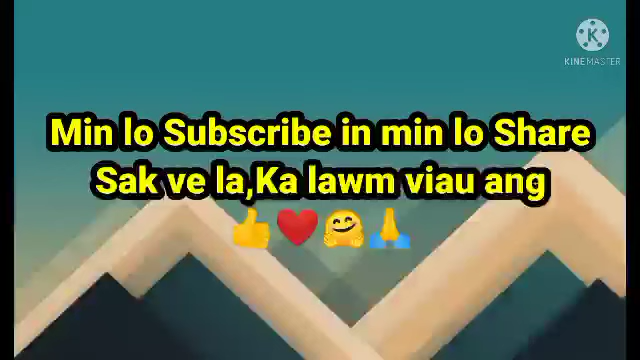 KINEMASTER
Min lo Subscribe in min lo Share
Sak ve la,Ka lawm viau ang
👍❤️🤗🙏